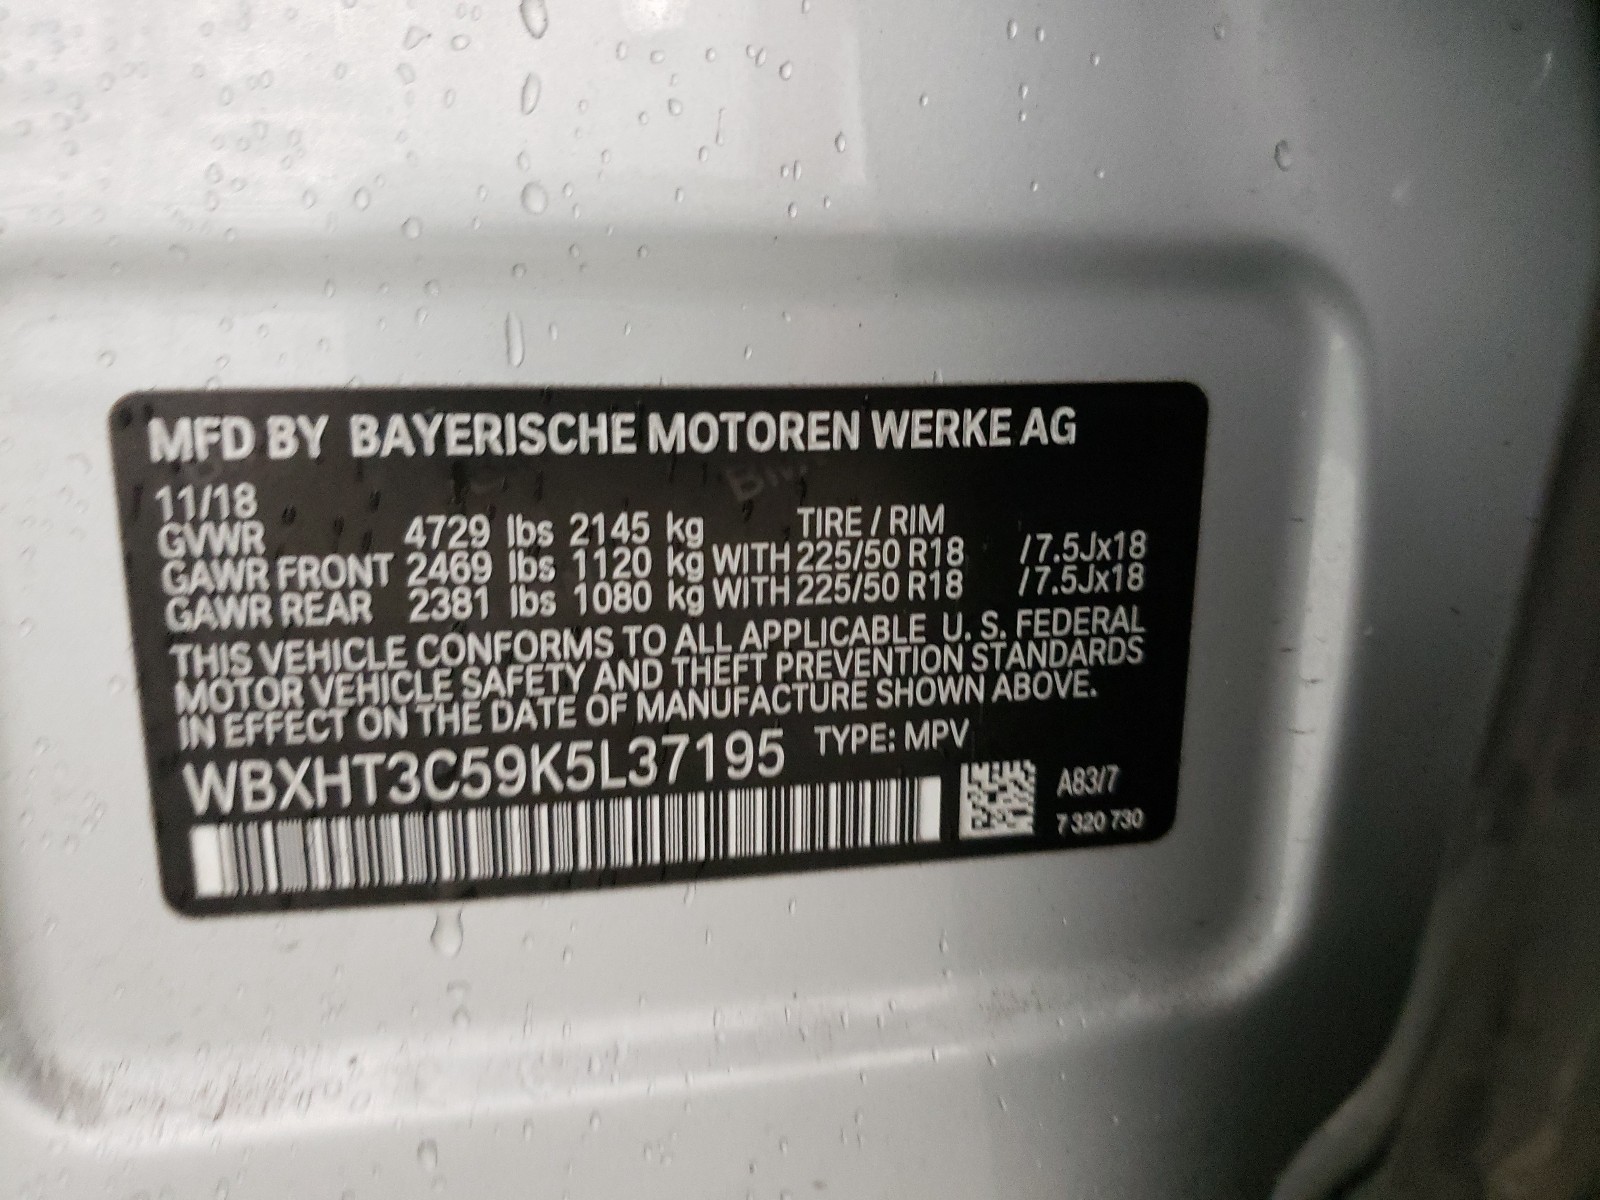 MFD BY BAYERISCHE MOTOREN WERKE AG
11/18
GVWR 4729 lbs 2145 kg TIRE / RIM
GAWR FRONT 2469 lbs 1120 kg WITH 225/50 R18 /7.5Jx18
GAWR REAR 2381 lbs 1080 kg WITH 225/50 R18 /7.5Jx18
THIS VEHICLE CONFORMS TO ALL APPLICABLE U. S. FEDERAL
MOTOR VEHICLE SAFETY AND THEFT PREVENTION STANDARDS
IN EFFECT ON THE DATE OF MANUFACTURE SHOWN ABOVE.
WBXHT3C59K5L37195 TYPE: MPV
A83/7
7 320 730